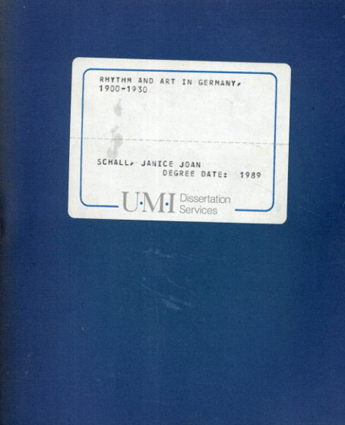 RHYTHM AND ART IN GERMANY,
1900-1930
SCHALL, JANICE JOAN
DEGREE DATE: 1989
U·M·I Dissertation
Services